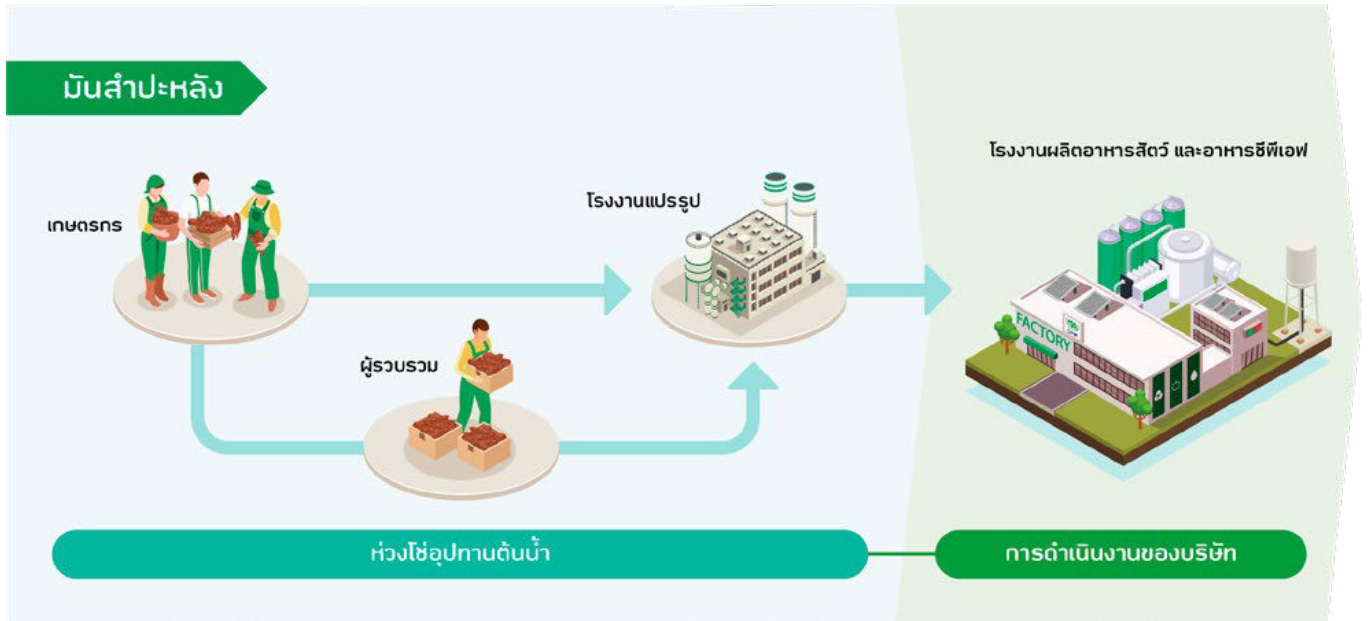 มันสำปะหลัง
โรงงานผลิตอาหารสัตว์ และอาหารซีพีเอฟ
เกษตรกร
โรงงานแปรรูป
FACTORY
ผู้รวบรวม
ห่วงโซ่อุปทานต้นน้ำ
การดำเนินงานของบริษัท